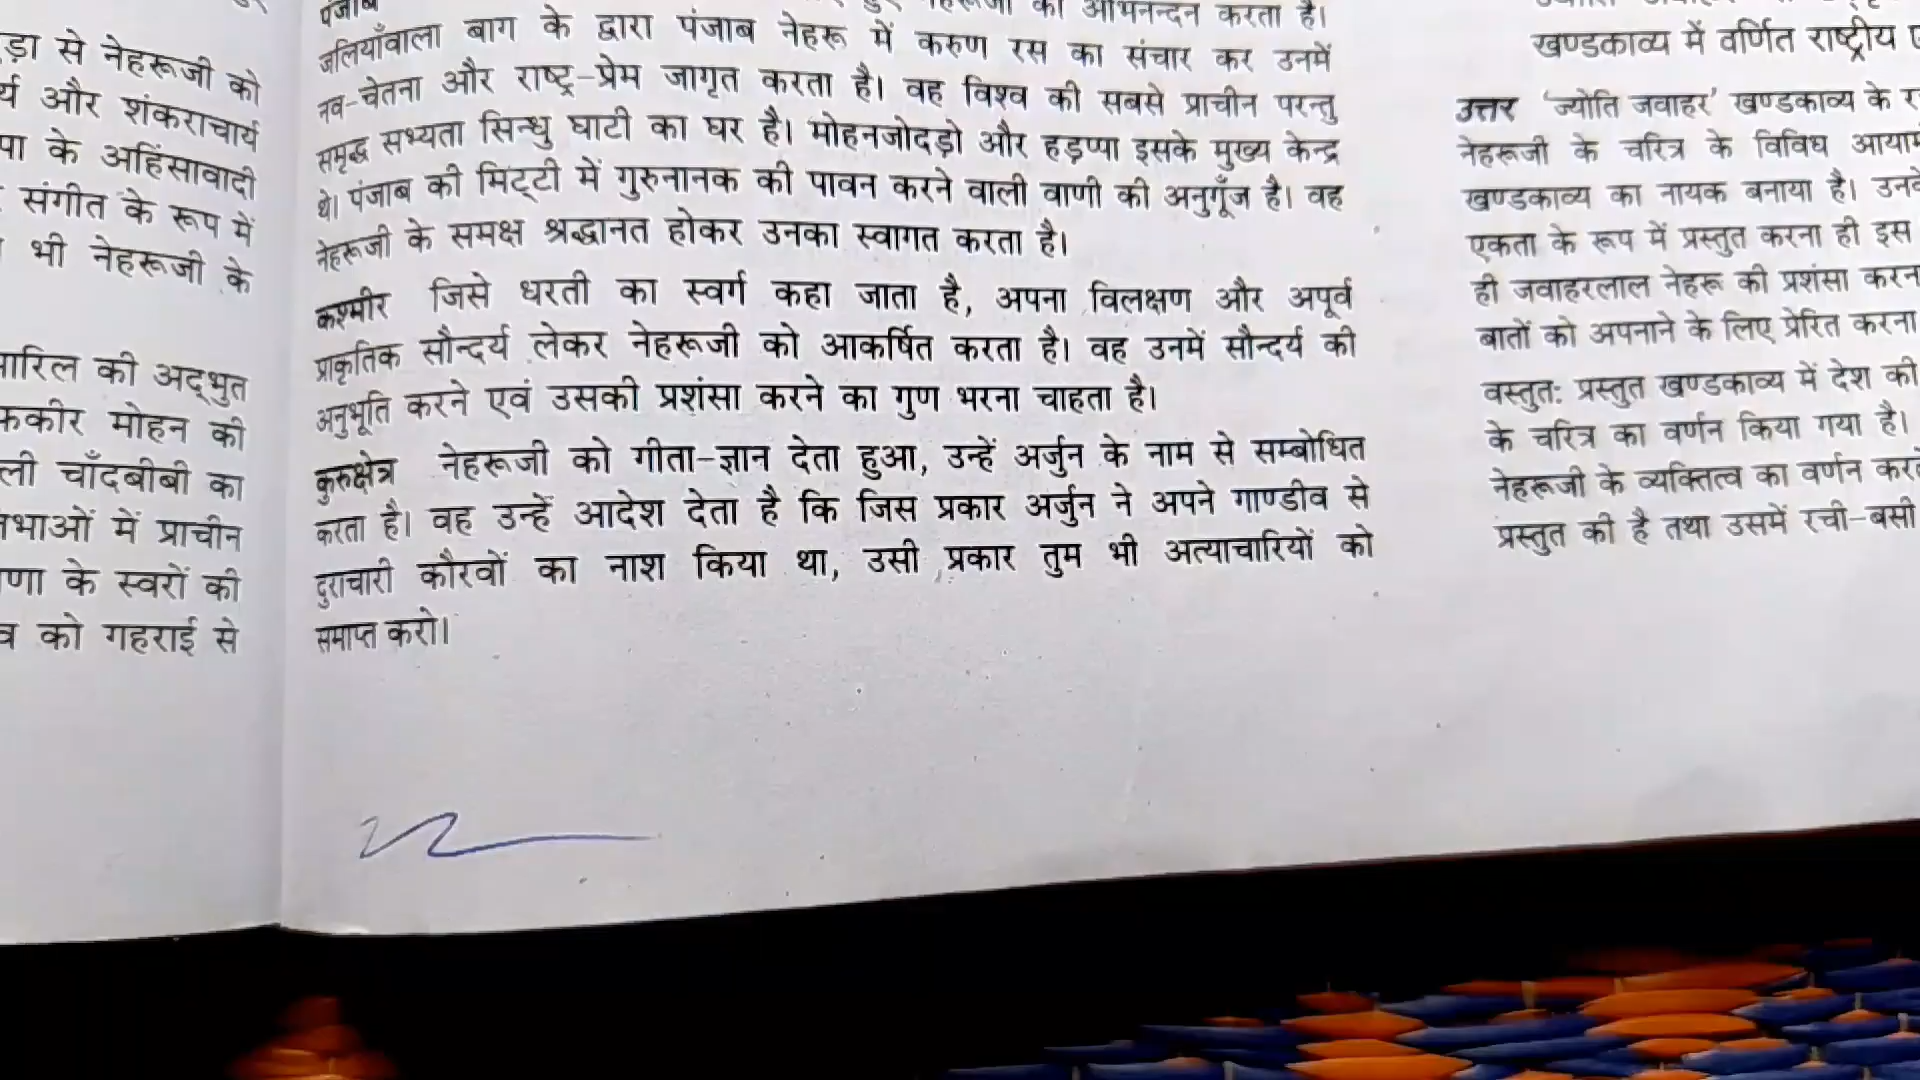 ड़ा से नेहरूजी को
र्य और शंकराचार्य
पा के अहिंसावादी
संगीत के रूप में
भी नेहरूजी के
की अद्भुत
फकीर मोहन की
ली चाँदबीबी का
में प्राचीन
के स्वरों की
को गहराई से
पंजाब
का अभिनन्दन करता है।
जलियाँवाला बाग के द्वारा पंजाब नेहरू में करुण रस का संचार कर उनमें
नव-चेतना और राष्ट्र-प्रेम जागृत करता है। वह विश्व की सबसे प्राचीन परन्तु
समृद्ध सभ्यता सिन्धु घाटी का घर है। मोहनजोदड़ो और हड़प्पा इसके मुख्य केन्द्र
थे। पंजाब की मिट्टी में गुरुनानक की पावन करने वाली वाणी की अनुगूँज है। वह
नेहरूजी के समक्ष श्रद्धानत होकर उनका स्वागत करता है।
कश्मीर जिसे धरती का स्वर्ग कहा जाता है, अपना विलक्षण और अपूर्व
प्राकृतिक सौन्दर्य लेकर नेहरूजी को आकर्षित करता है। वह उनमें सौन्दर्य की
अनुभूति करने एवं उसकी प्रशंसा करने का गुण भरना चाहता है।
कुरुक्षेत्र नेहरूजी को गीता-ज्ञान देता हुआ, उन्हें अर्जुन के नाम से सम्बोधित
करता है। वह उन्हें आदेश देता है कि जिस प्रकार अर्जुन ने अपने गाण्डीव से
दुराचारी कौरवों का नाश किया था, उसी प्रकार तुम भी अत्याचारियों को
समाप्त करो।
खण्डकाव्य में वर्णित राष्ट्रीय
उत्तर 'ज्योति जवाहर' खण्डकाव्य के
नेहरूजी के चरित्र के विविध आयाम
खण्डकाव्य का नायक बनाया है।
एकता के रूप में प्रस्तुत करना ही इस
ही जवाहरलाल नेहरू की प्रशंसा करन
बातों को अपनाने के लिए प्रेरित करना
वस्तुत: प्रस्तुत खण्डकाव्य में देश की
के चरित्र का वर्णन किया गया है।
नेहरूजी के व्यक्तित्व का वर्णन
प्रस्तुत की है तथा उसमें रची-बसी